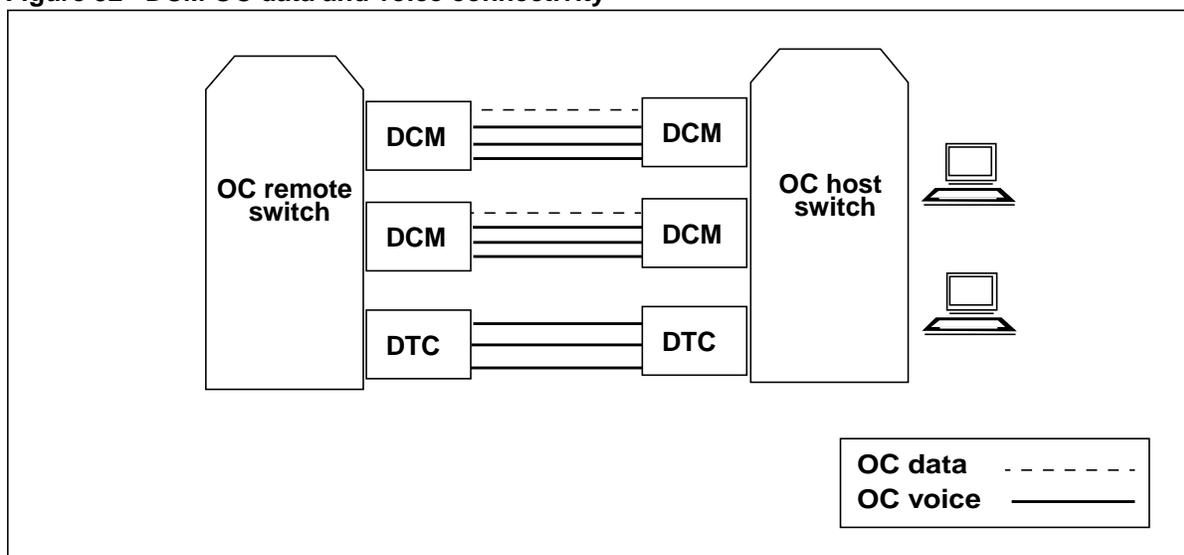 DCM
DCM
OC remote
switch
OC host
switch
DCM
DCM
DTC
DTC
OC data
OC voice